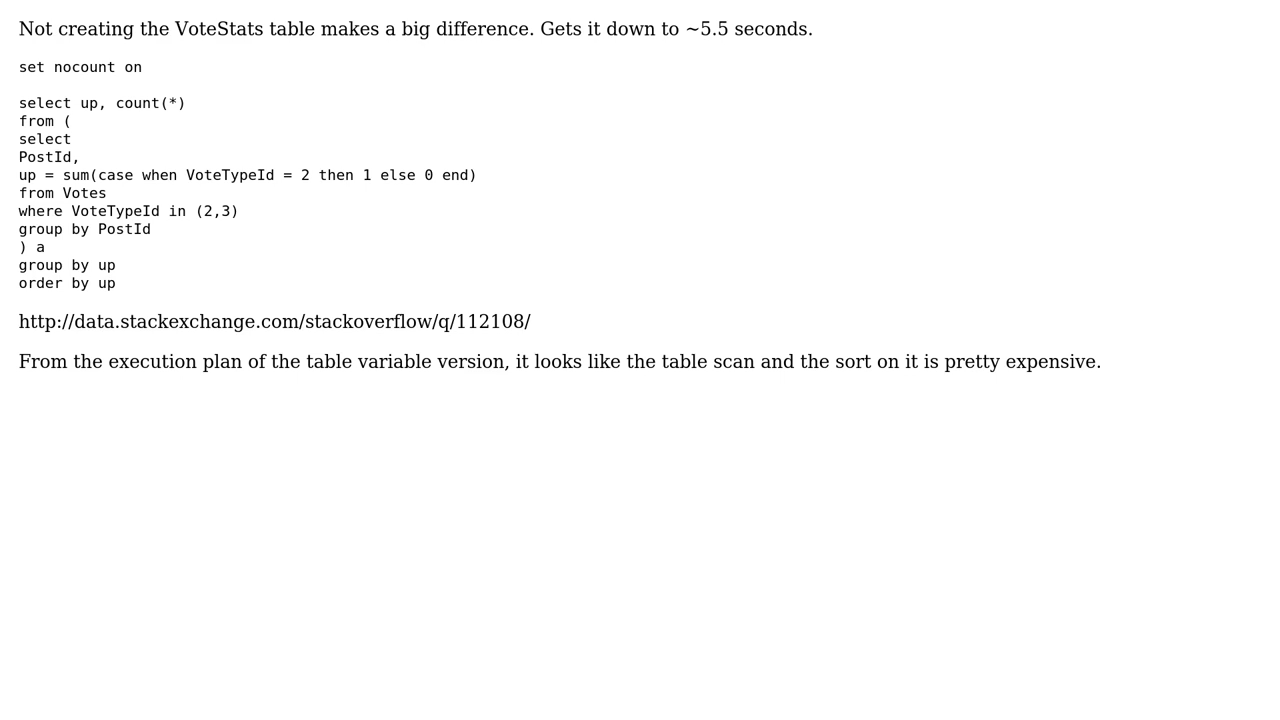 Not creating the VoteStats table makes a big difference. Gets it down to ~5.5 seconds.
set nocount on
select up, count(*)
from (
select
PostId,
up = sum(case when VoteTypeId = 2 then 1 else 0 end)
from Votes
where VoteTypeId in (2,3)
group by PostId
) a
group by up
order by up
http://data.stackexchange.com/stackoverflow/q/112108/
From the execution plan of the table variable version, it looks like the table scan and the sort on it is pretty expensive.